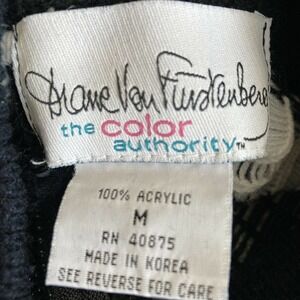 Diane Von Furstenberg
the color
authority™
100% ACRYLIC
M
RN 40875
MADE IN KOREA
SEE REVERSE FOR CARE